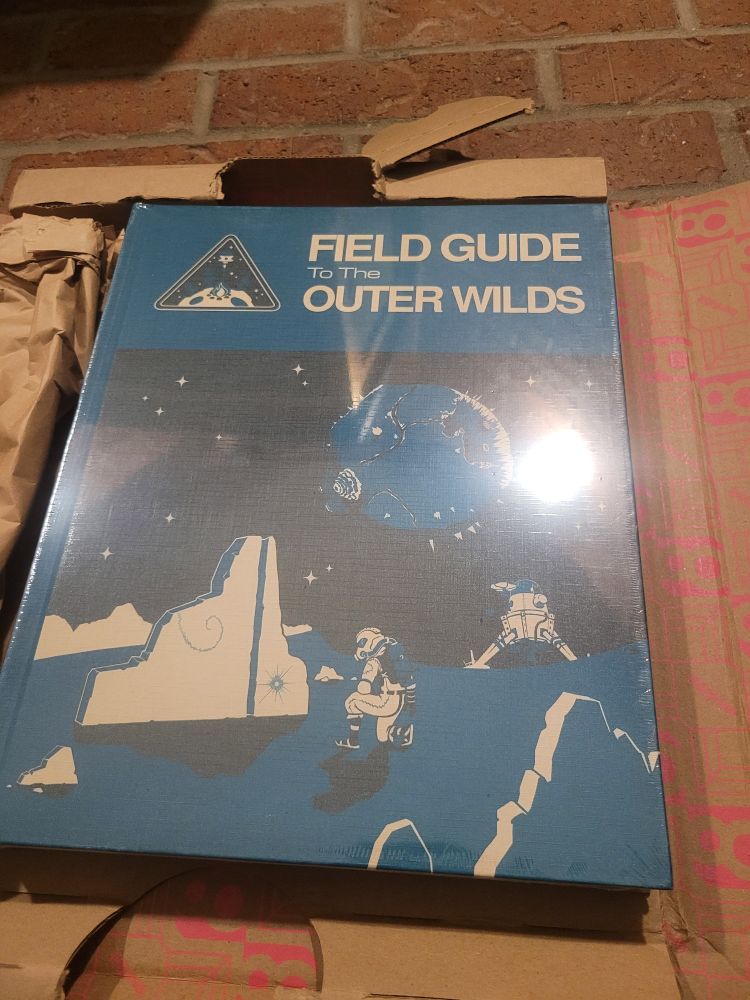 FIELD GUIDE
To The
OUTER WILDS